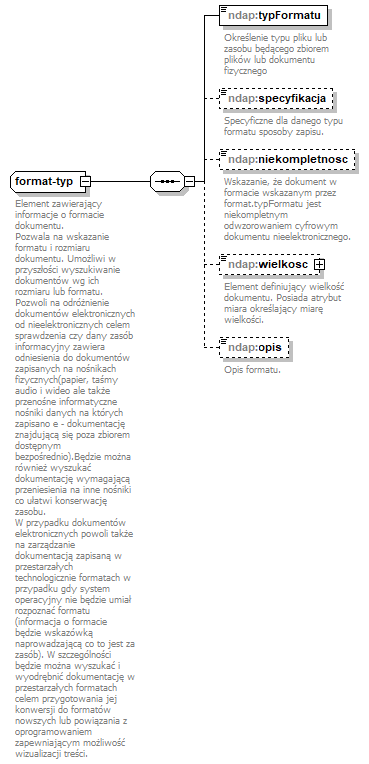 ndap:typFormatu
Określenie typu pliku lub
zasobu będącego zbiorem
plików lub dokumentu
fizycznego
ndap:specyfikacja
Specyficzne dla danego typu
formatu sposoby zapisu.
ndap:niekompletnosc
Wskazanie, że dokument w
formacie wskazanym przez
format.typFormatu jest
niekompletnym
odwzorowaniem cyfrowym
dokumentu nieelektronicznego.
ndap:wielkosc
Element definiujący wielkość
dokumentu. Posiada atrybut
miara określający miarę
wielkości.
ndap:opis
Opis formatu.
format-typ
Element zawierający
informacje o formacie
dokumentu.
Pozwala na wskazanie
formatu i rozmiaru
dokumentu. Umożliwi w
przyszłości wyszukiwanie
dokumentów wg ich
rozmiaru lub formatu.
Pozwoli na odróżnienie
dokumentów elektronicznych
od nieelektronicznych celem
sprawdzenia czy dany zasób
informacyjny zawiera
odniesienia do dokumentów
zapisanych na nośnikach
fizycznych(papier, taśmy
audio i wideo ale także
przenośne informatyczne
nośniki danych na których
zapisano e - dokumentację
znajdującą się poza zbiorem
dostępnym
bezpośrednio).Będzie można
również wyszukać
dokumentację wymagającą
przeniesienia na inne nośniki
co ułatwi konserwację
zasobu.
W przypadku dokumentów
elektronicznych powoli także
na zarządzanie
dokumentacją zapisaną w
przestarzałych
technologicznie formatach w
przypadku gdy system
operacyjny nie będzie umiał
rozpoznać formatu
(informacja o formacie
będzie wskazówką
naprowadzającą co to jest za
zasób). W szczególności
będzie można wyszukać i
wyodrębnić dokumentację w
przestarzałych formatach
celem przygotowania jej
konwersji do formatów
nowszych lub powiązania z
oprogramowaniem
zapewniającym możliwość
wizualizacji treści.